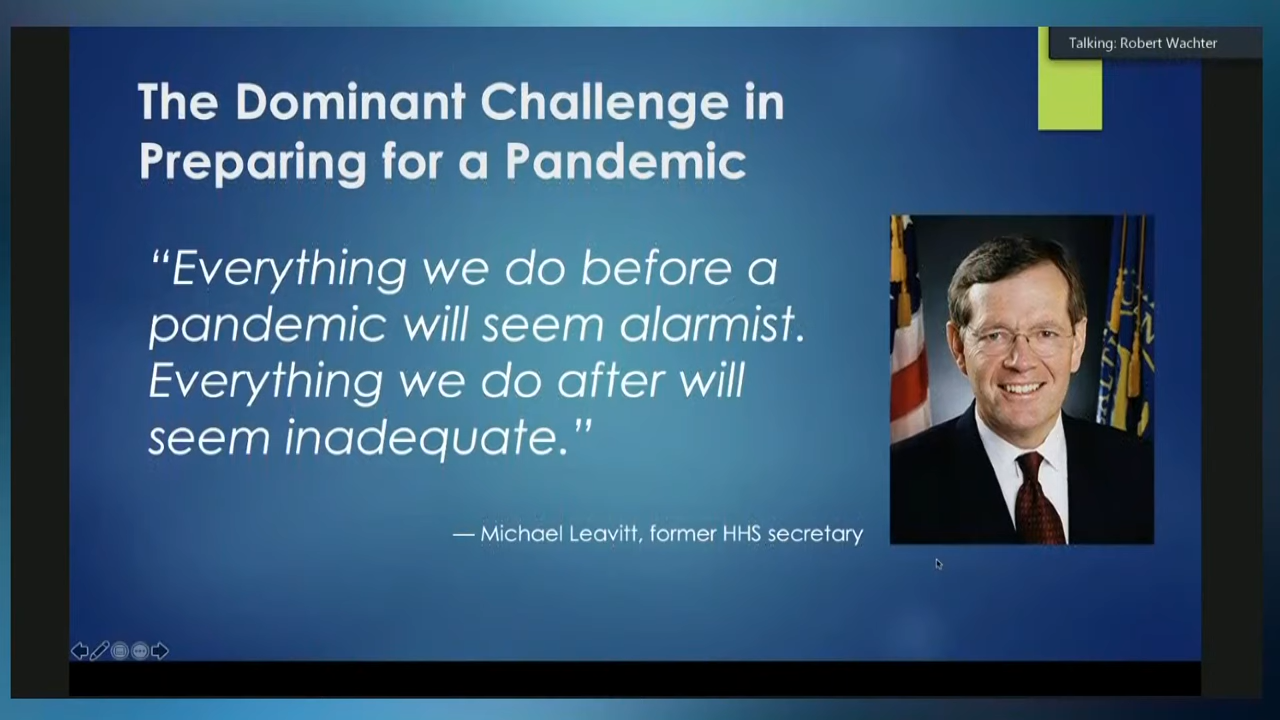 Talking: Robert Wachter
The Dominant Challenge in
Preparing for a Pandemic
“Everything we do before a
pandemic will seem alarmist.
Everything we do after will
seem inadequate.”
— Michael Leavitt, former HHS secretary